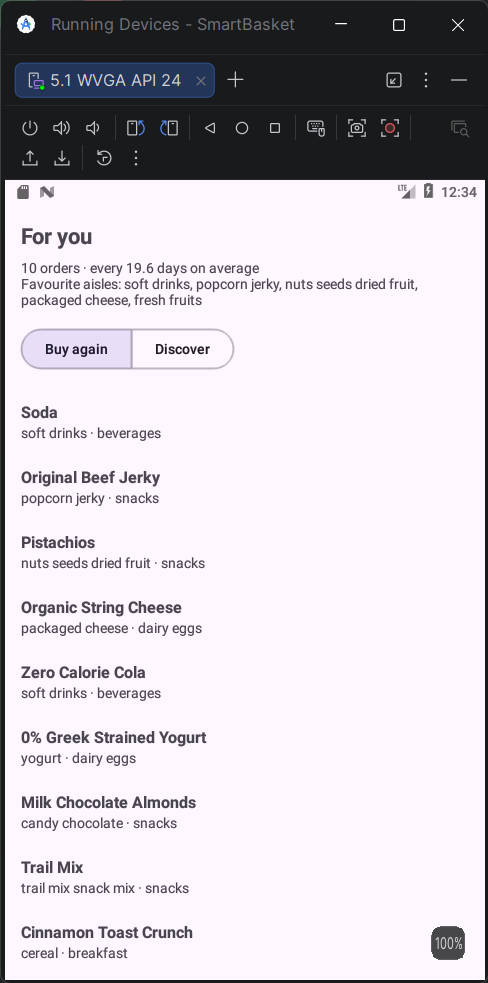 Running Devices - SmartBasket
5.1 WVGA API 24
LTE 12:34
For you
10 orders · every 19.6 days on average
Favourite aisles: soft drinks, popcorn jerky, nuts seeds dried fruit,
packaged cheese, fresh fruits
Buy again Discover
Soda
soft drinks · beverages
Original Beef Jerky
popcorn jerky · snacks
Pistachios
nuts seeds dried fruit · snacks
Organic String Cheese
packaged cheese · dairy eggs
Zero Calorie Cola
soft drinks · beverages
0% Greek Strained Yogurt
yogurt · dairy eggs
Milk Chocolate Almonds
candy chocolate · snacks
Trail Mix
trail mix snack mix · snacks
Cinnamon Toast Crunch
cereal · breakfast
100%